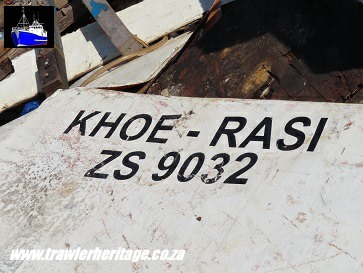 KHOE - RASI
ZS 9032
www.trawlerheritage.co.za